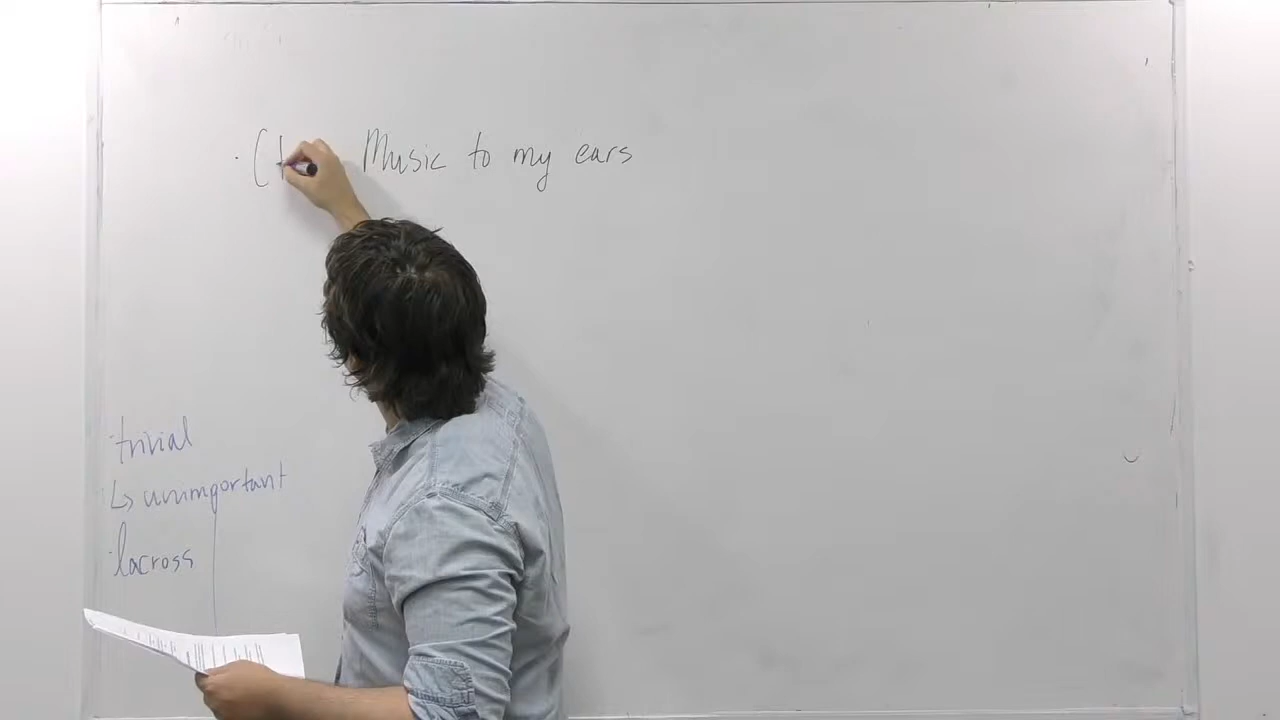 Music to my ears
trivial
↳ unimportant
lacross